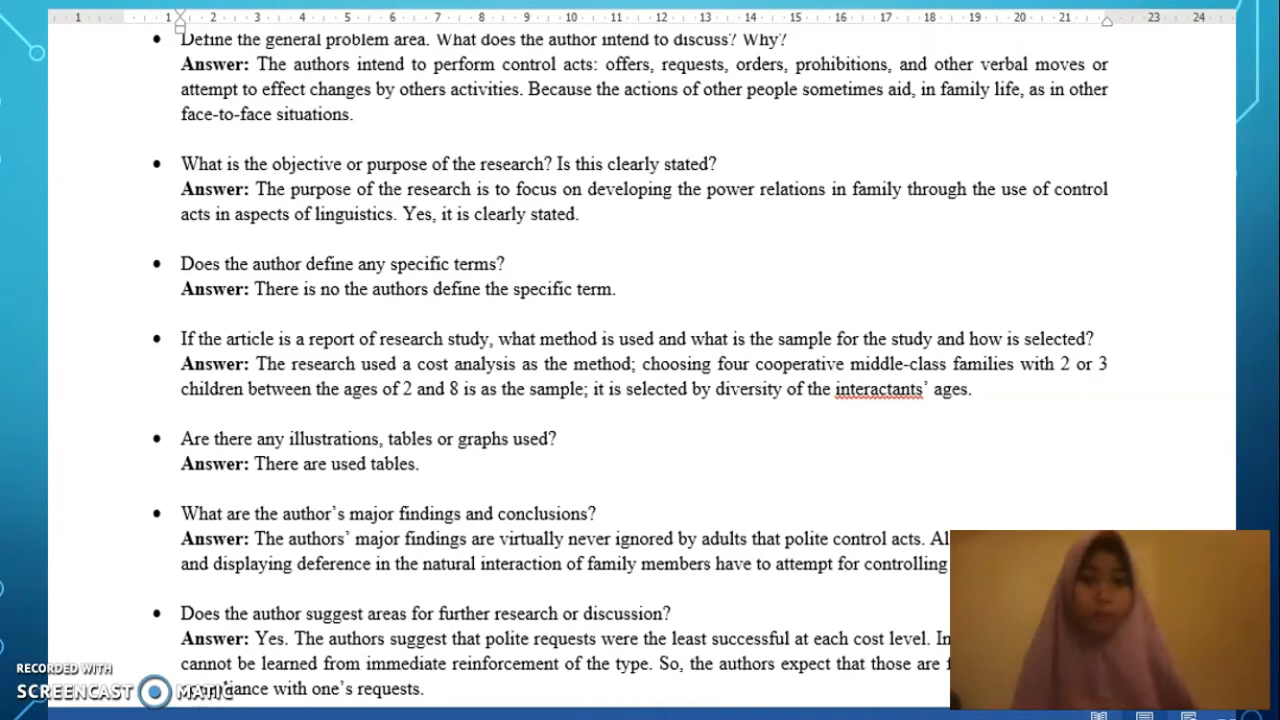 1 1 2 3 4 5 6 7 8 9 10 11 12 13 14 15 16 17 18 19 20 21 23 24
• Define the general problem area. What does the author intend to discuss? Why?
Answer: The authors intend to perform control acts: offers, requests, orders, prohibitions, and other verbal moves or
attempt to effect changes by others activities. Because the actions of other people sometimes aid, in family life, as in other
face-to-face situations.
• What is the objective or purpose of the research? Is this clearly stated?
Answer: The purpose of the research is to focus on developing the power relations in family through the use of control
acts in aspects of linguistics. Yes, it is clearly stated.
• Does the author define any specific terms?
Answer: There is no the authors define the specific term.
• If the article is a report of research study, what method is used and what is the sample for the study and how is selected?
Answer: The research used a cost analysis as the method; choosing four cooperative middle-class families with 2 or 3
children between the ages of 2 and 8 is as the sample; it is selected by diversity of the interactants’ ages.
• Are there any illustrations, tables or graphs used?
Answer: There are used tables.
• What are the author’s major findings and conclusions?
Answer: The authors’ major findings are virtually never ignored by adults that polite control acts.
and displaying deference in the natural interaction of family members have to attempt for controlling
• Does the author suggest areas for further research or discussion?
Answer: Yes. The authors suggest that polite requests were the least successful at each cost level.
cannot be learned from immediate reinforcement of the type. So, the authors expect that those are
with one’s requests.
RECORDED WITH
SCREENCAST MATIC